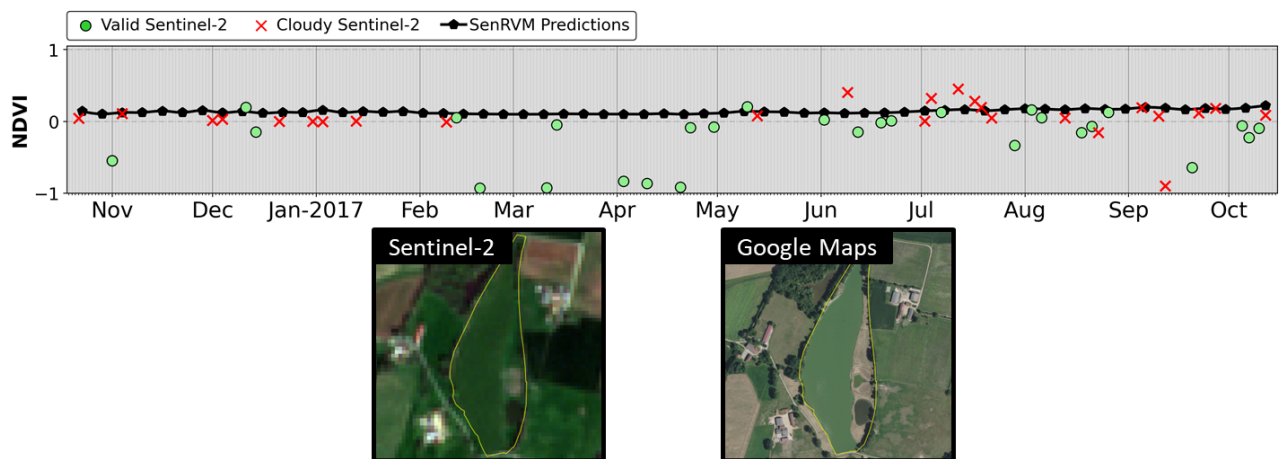 Valid Sentinel-2 Cloudy Sentinel-2 SenRVM Predictions
1
NDVI
0
−1
Nov Dec Jan-2017 Feb Mar Apr May Jun Jul Aug Sep Oct
Sentinel-2 Google Maps